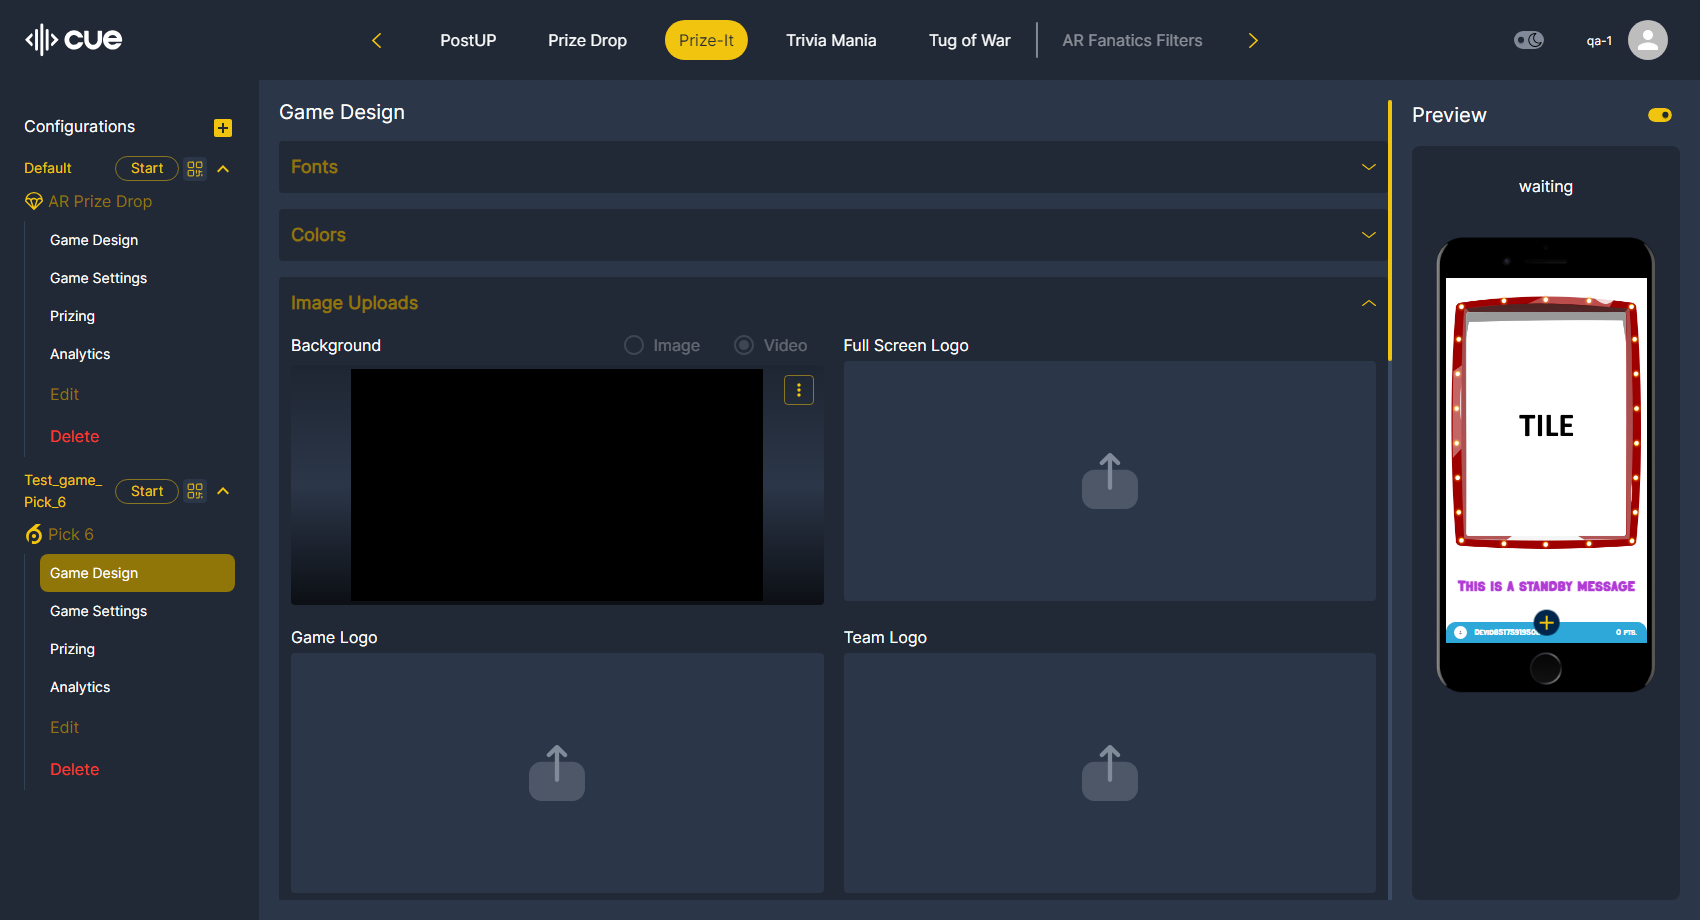 cue
PostUP
Prize Drop
Prize-It
Trivia Mania
Tug of War
AR Fanatics Filters
qa-1
Configurations
Default
Start
AR Prize Drop
Game Design
Game Settings
Prizing
Analytics
Edit
Delete
Test_game_
Pick_6
Start
Pick 6
Game Design
Game Settings
Prizing
Analytics
Edit
Delete
Game Design
Fonts
Colors
Image Uploads
Background
Image
Video
Full Screen Logo
Game Logo
Team Logo
Preview
waiting
TILE
This is a standby message
0 pts.